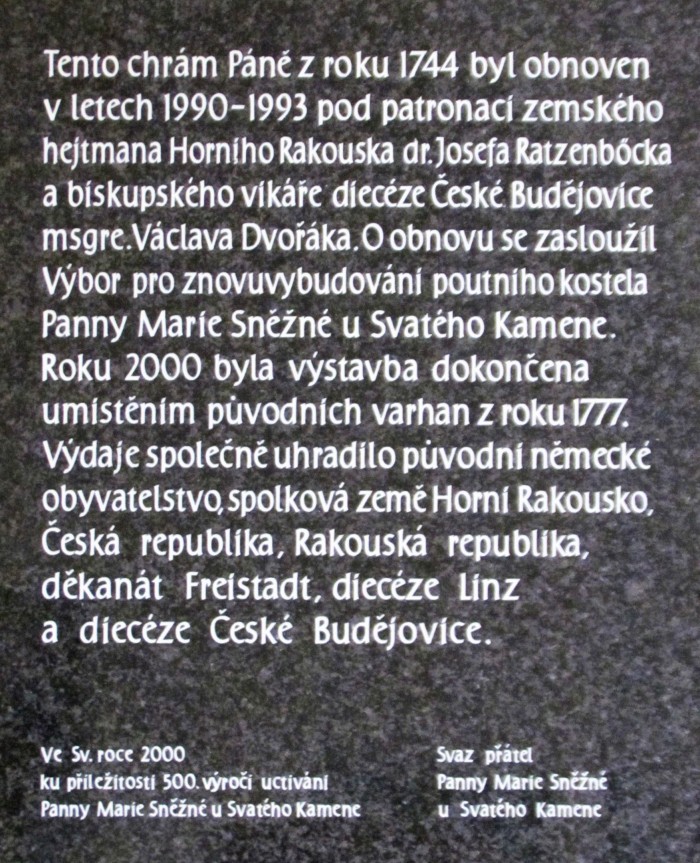 Tento chrám Páně z roku 1744 byl obnoven
v letech 1990-1993 pod patronací zemského
hejtmana Horního Rakouska dr. Josefa Ratzenböcka
a biskupského vikáře diecéze České Budějovice
msgre. Václava Dvořáka. O obnovu se zasloužil
Výbor pro znovuvybudování poutního kostela
Panny Marie Sněžné u Svatého Kamene.
Roku 2000 byla výstavba dokončena
umístěním původních varhan z roku 1777.
Výdaje společně uhradilo původní německé
obyvatelstvo, spolková země Horní Rakousko,
Česká republika, Rakouská republika,
děkanát Freistadt, diecéze Linz
a diecéze České Budějovice.
Ve Sv. roce 2000
ku příležitosti 500. výročí uctívání
Panny Marie Sněžné u Svatého Kamene
Svaz přátel
Panny Marie Sněžné
u Svatého Kamene